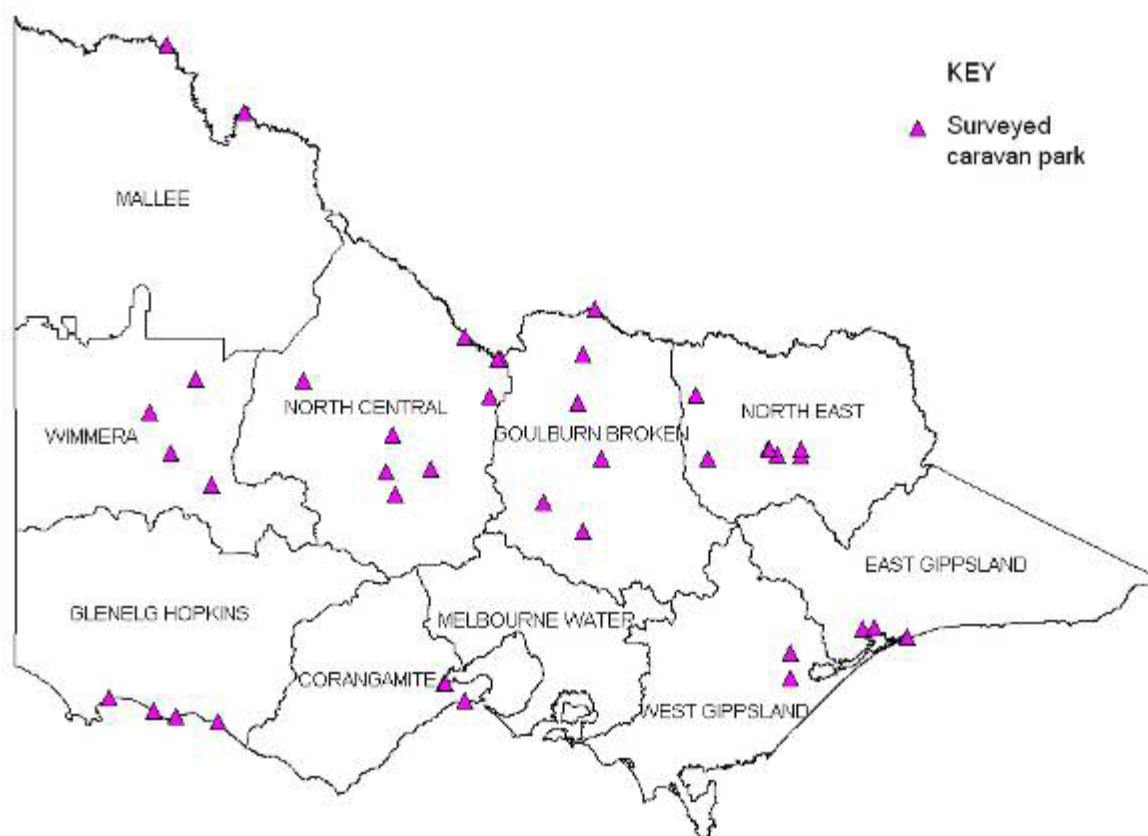 KEY
Surveyed
caravan park
MALLEE
NORTH CENTRAL
NORTH EAST
WIMMERA
GOULBURN BROKEN
EAST GIPPSLAND
GLENELG HOPKINS
MELBOURNE WATER
CORANGAMITE
WEST GIPPSLAND